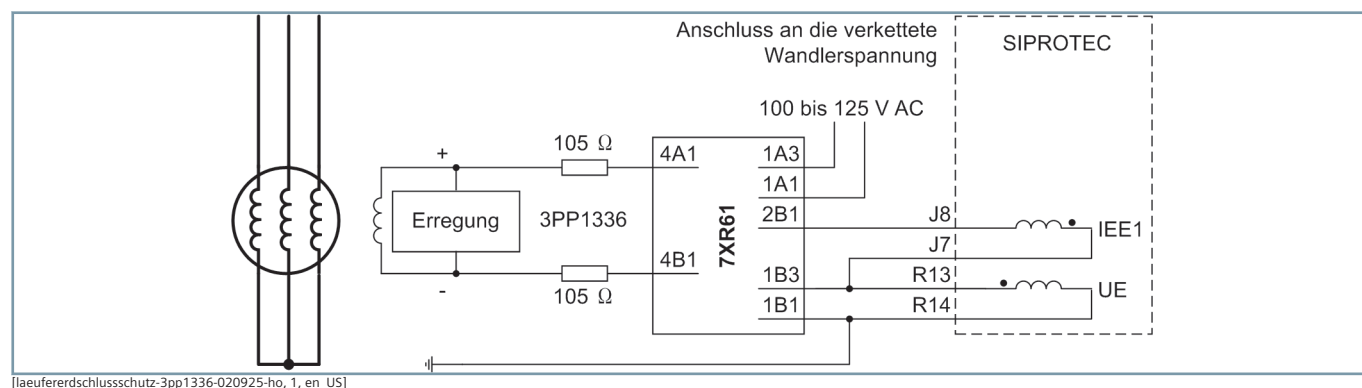 Anschluss an die verkettete
Wandlerspannung
SIPROTEC
100 bis 125 V AC
+
105 Ω
4A1
1A3
1A1
Erregung
3PP1336
7XR61
2B1
J8
IEE1
J7
4B1
1B3
R13
UE
-
105 Ω
1B1
R14
[laeufererdschlussschutz-3pp1336-020925-ho, 1, en_US]